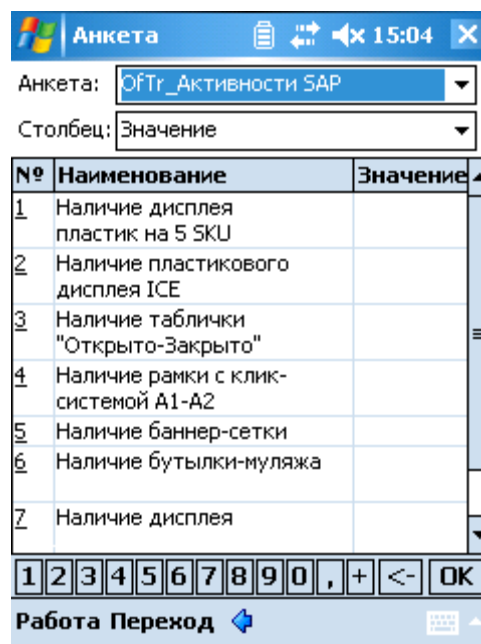 Анкета 15:04
Анкета: OfTr_Активности SAP
Столбец: Значение
№ Наименование Значение
1 Наличие дисплея
пластик на 5 SKU
2 Наличие пластикового
дисплея ICE
3 Наличие таблички
"Открыто-Закрыто"
4 Наличие рамки с клик-
системой А1-А2
5 Наличие баннер-сетки
6 Наличие бутылки-муляжа
7 Наличие дисплея
1 2 3 4 5 6 7 8 9 0 , + <- OK
Работа Переход